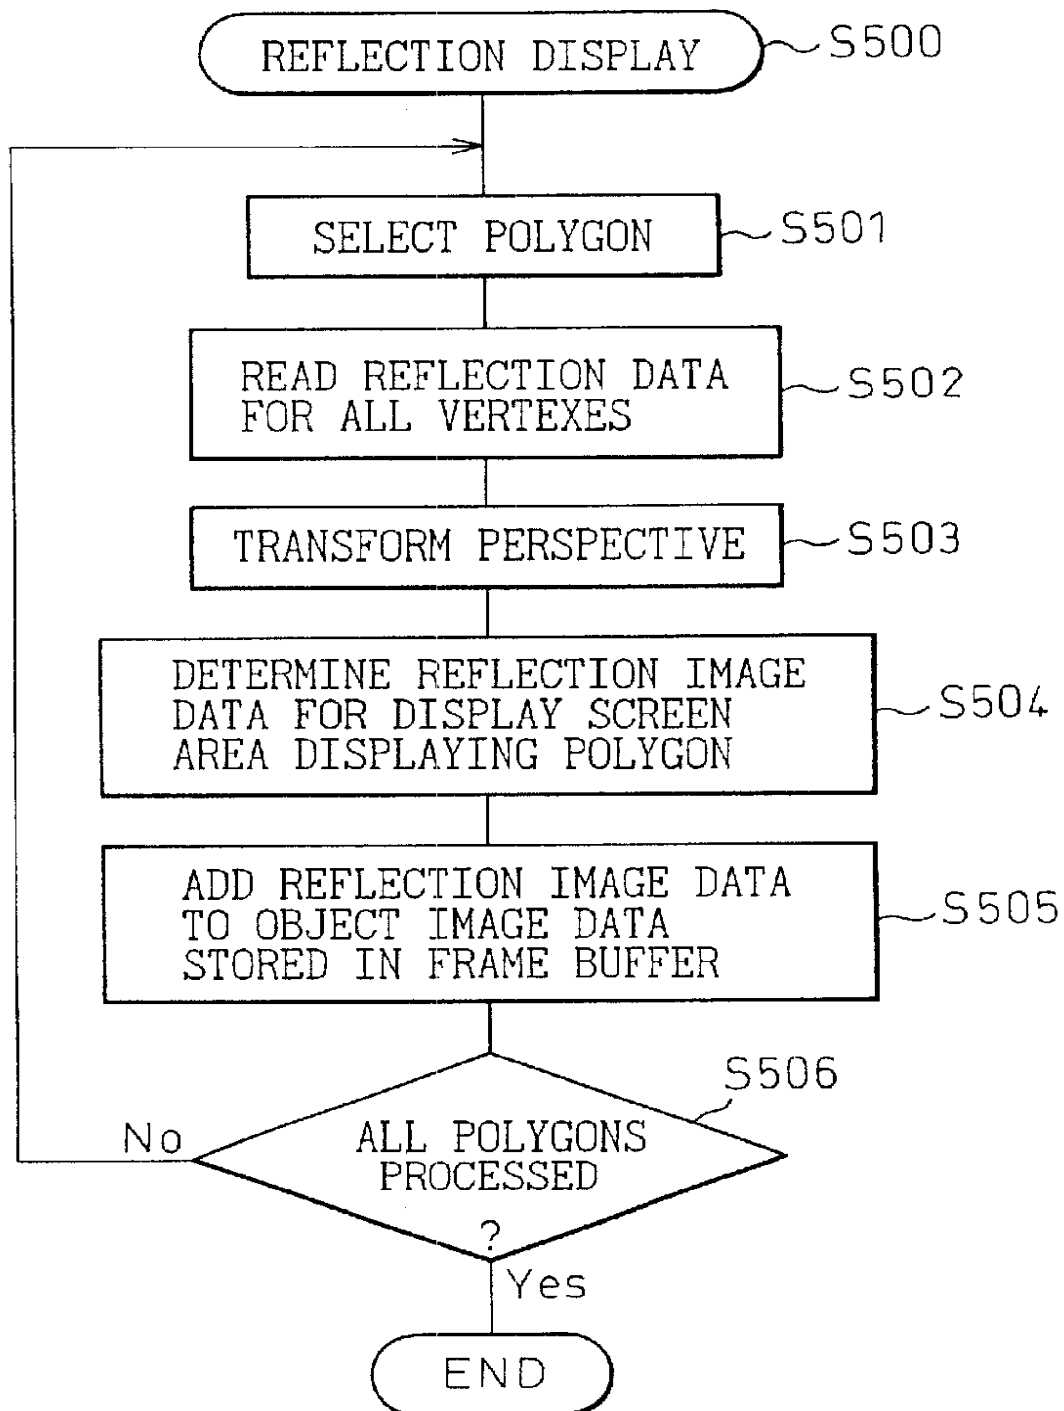 REFLECTION DISPLAY
S500
SELECT POLYGON
S501
READ REFLECTION DATA
FOR ALL VERTEXES
S502
TRANSFORM PERSPECTIVE
S503
DETERMINE REFLECTION IMAGE
DATA FOR DISPLAY SCREEN
AREA DISPLAYING POLYGON
S504
ADD REFLECTION IMAGE DATA
TO OBJECT IMAGE DATA
STORED IN FRAME BUFFER
S505
S506
ALL POLYGONS
PROCESSED
?
No
Yes
END